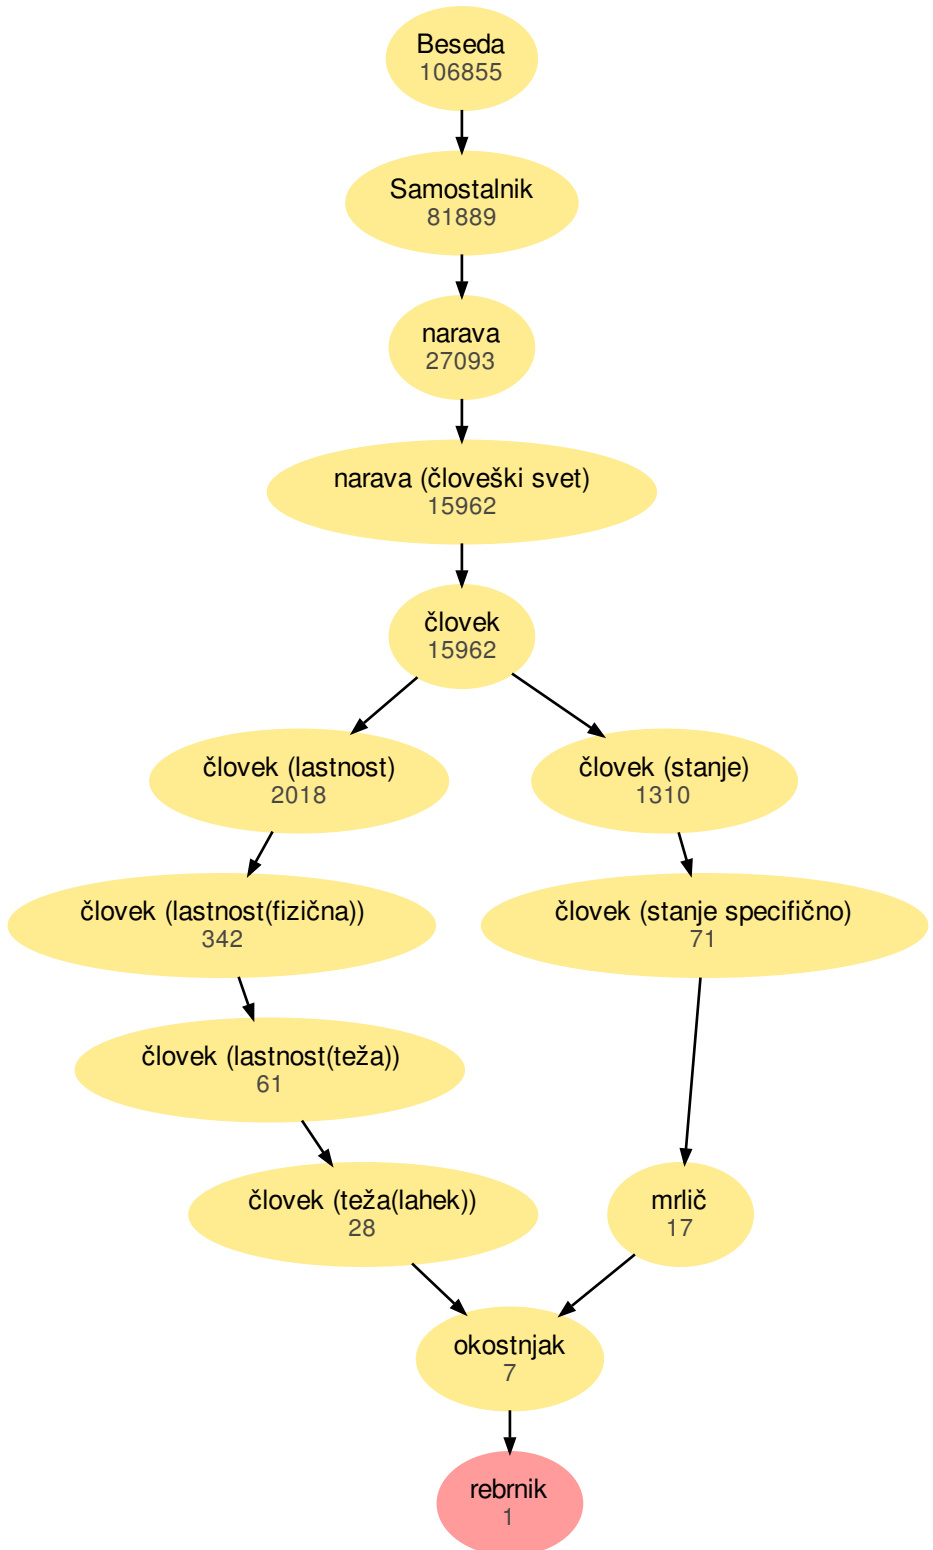 Beseda
106855
Samostalnik
81889
narava
27093
narava (človeški svet)
15962
človek
15962
človek (lastnost)
2018
človek (stanje)
1310
človek (lastnost(fizična))
342
človek (stanje specifično)
71
človek (lastnost(teža))
61
človek (teža(lahek))
28
mrlič
17
okostnjak
7
rebrnik
1